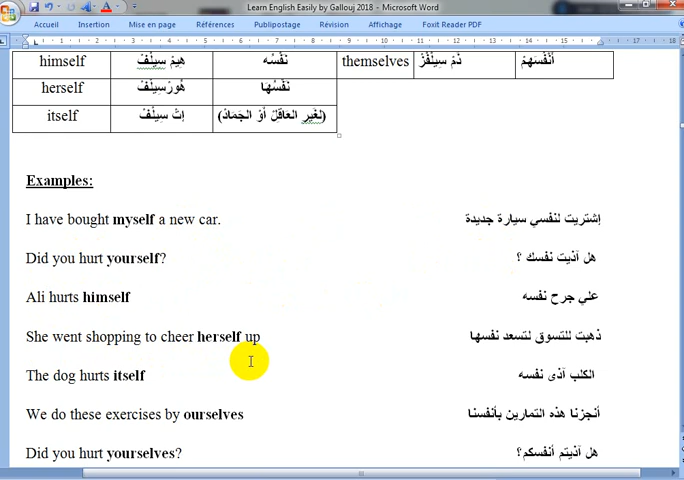 Learn English Easily by Gallouj 2018 - Microsoft Word
Accueil Insertion Mise en page Références Publipostage Révision Affichage Foxit Reader PDF
himself هِيمْ سِيلْفْ نَفْسُه themselves ذَمْ سِيلْفْزْ أَنْفُسَهُمْ
herself هُورْسِيلْفْ نَفْسُهَا
itself إِتْ سِيلْفْ (لِغَيرِ العَاقِلْ أَوْ الجَمَادْ)
Examples:
I have bought myself a new car. إشتريت لنفسي سيارة جديدة
Did you hurt yourself? هل آذيت نفسك ؟
Ali hurts himself علي جرح نفسه
She went shopping to cheer herself up ذهبت للتسوق لتسعد نفسها
The dog hurts itself الكلب آذى نفسه
We do these exercises by ourselves أنجزنا هذه التمارين بأنفسنا
Did you hurt yourselves? هل آذيتم أنفسكم؟